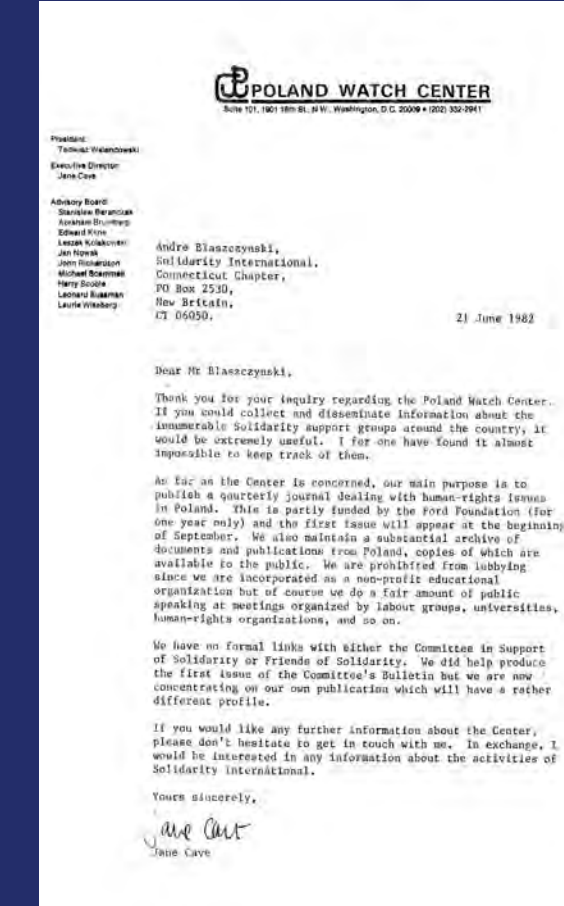 POLAND WATCH CENTER
Suite 101, 1901 18th St., N.W., Washington, D.C. 20009 • (202) 332-2941
President:
Tadeusz Walendowski
Executive Director:
Jane Cave
Advisory Board:
Stanislaw Baranczak
Abraham Brumberg
Edward Kline
Leszek Kolakowski
Jan Nowak
John Richardson
Michael Scammell
Harry Scoble
Leonard Sussman
Laurie Wiseberg
Andre Blaszczynski,
Solidarity International,
Connecticut Chapter,
PO Box 2530,
New Britain,
CT 06050.
21 June 1982
Dear Mr Blaszczynski,
Thank you for your inquiry regarding the Poland Watch Center.
If you could collect and disseminate information about the
innumerable Solidarity support groups around the country, it
would be extremely useful. I for one have found it almost
impossible to keep track of them.
As far as the Center is concerned, our main purpose is to
publish a qaurterly journal dealing with human-rights issues
in Poland. This is partly funded by the Ford Foundation (for
one year only) and the first issue will appear at the beginning
of September. We also maintain a substantial archive of
documents and publications from Poland, copies of which are
available to the public. We are prohibited from lobbying
since we are incorporated as a non-profit educational
organization but of course we do a fair amount of public
speaking at meetings organized by labour groups, universities,
human-rights organizations, and so on.
We have no formal links with either the Committee in Support
of Solidarity or Friends of Solidarity. We did help produce
the first issue of the Committee's Bulletin but we are now
concentrating on our own publication which will have a rather
different profile.
If you would like any further information about the Center,
please don't hesitate to get in touch with me. In exchange, I
would be interested in any information about the activities of
Solidarity International.
Yours sincerely,
Jane Cave
Jane Cave